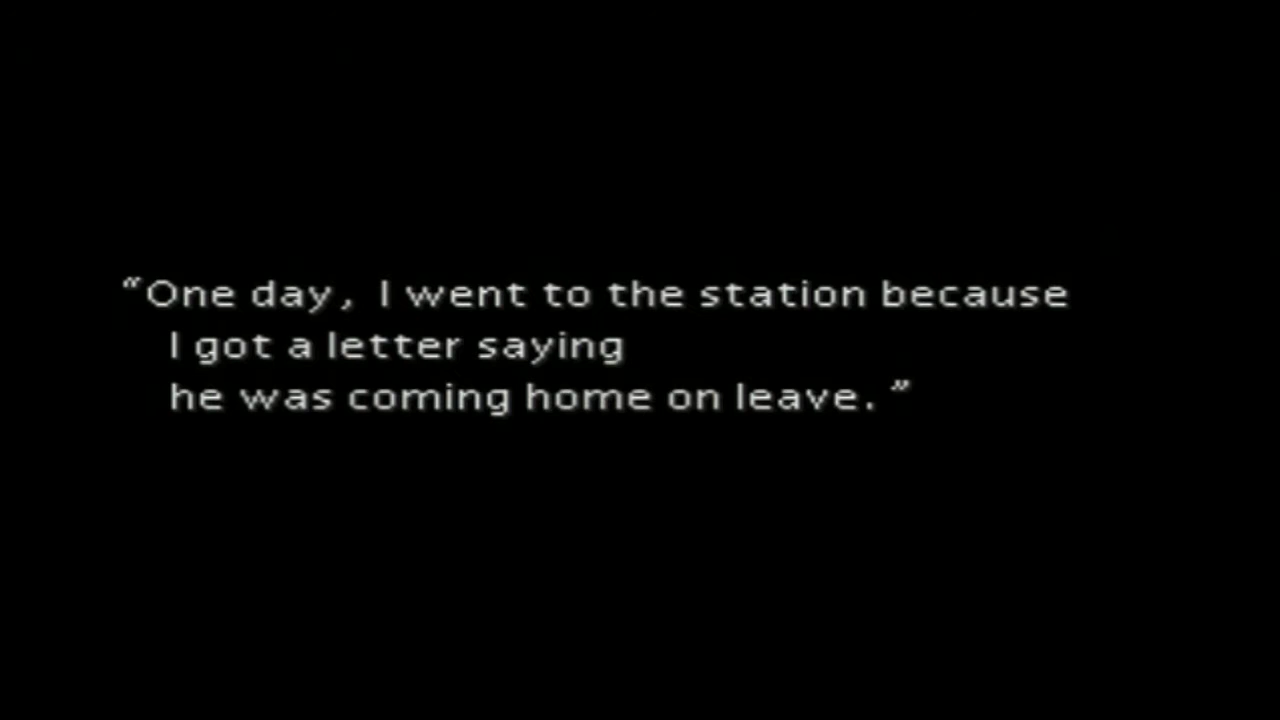 “One day, I went to the station because
I got a letter saying
he was coming home on leave.”